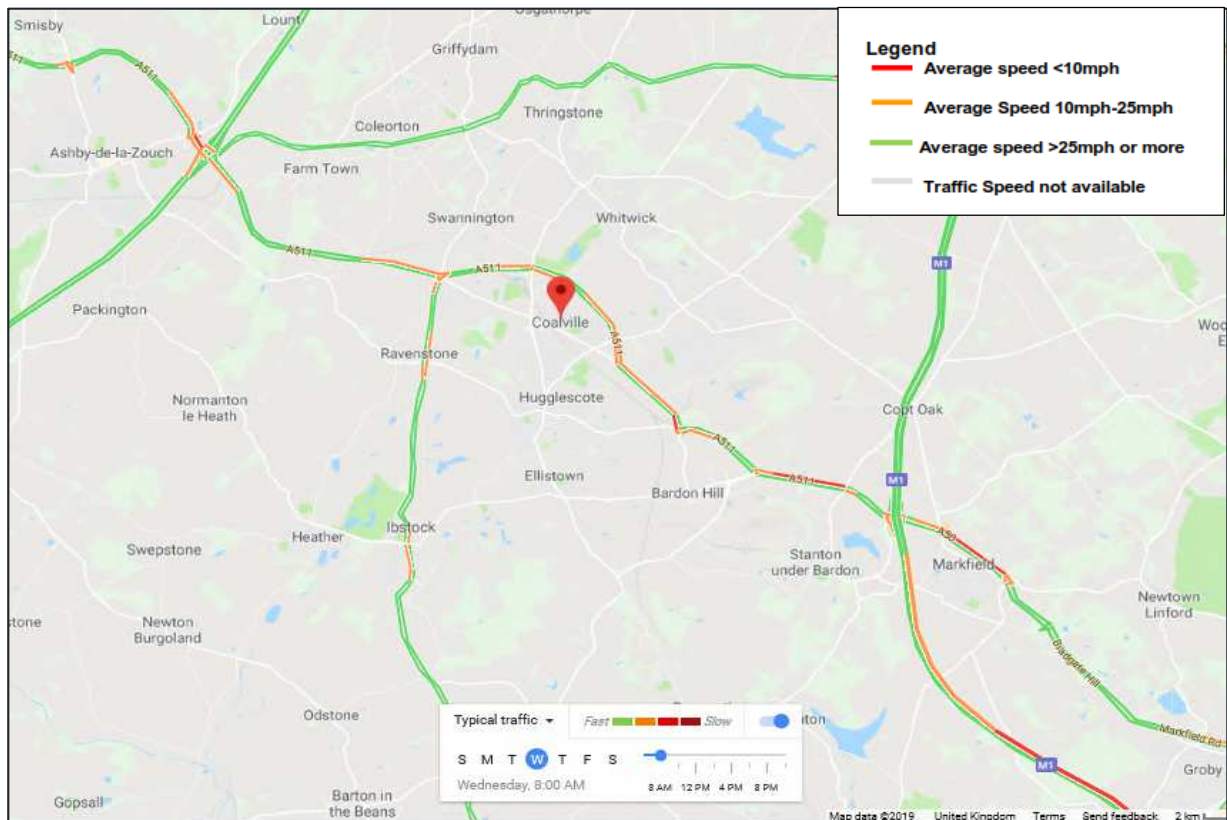 Smisby
Lount
Osgathorpe
Griffydam
A511
A511
Thringstone
Coleorton
Ashby-de-la-Zouch
Farm Town
Swannington
Whitwick
A511
A511
M1
Packington
Coalville
A511
Ravenstone
Normanton
le Heath
Hugglescote
Copt Oak
A511
Ellistown
Bardon Hill
A511
M1
Ibstock
Heather
Swepstone
Stanton
under Bardon
A50
Markfield
Newtown
Linford
Newton
Burgoland
Bradgate Hill
Odstone
Markfield Rd
Groby
M1
Gopsall
Barton in
the Beans
Legend
Average speed <10mph
Average Speed 10mph-25mph
Average speed >25mph or more
Traffic Speed not available
Typical traffic
Fast
Slow
S M T W T F S
Wednesday, 8:00 AM
8 AM 12 PM 4 PM 8 PM
Map data ©2019 United Kingdom Terms Send feedback 2 km